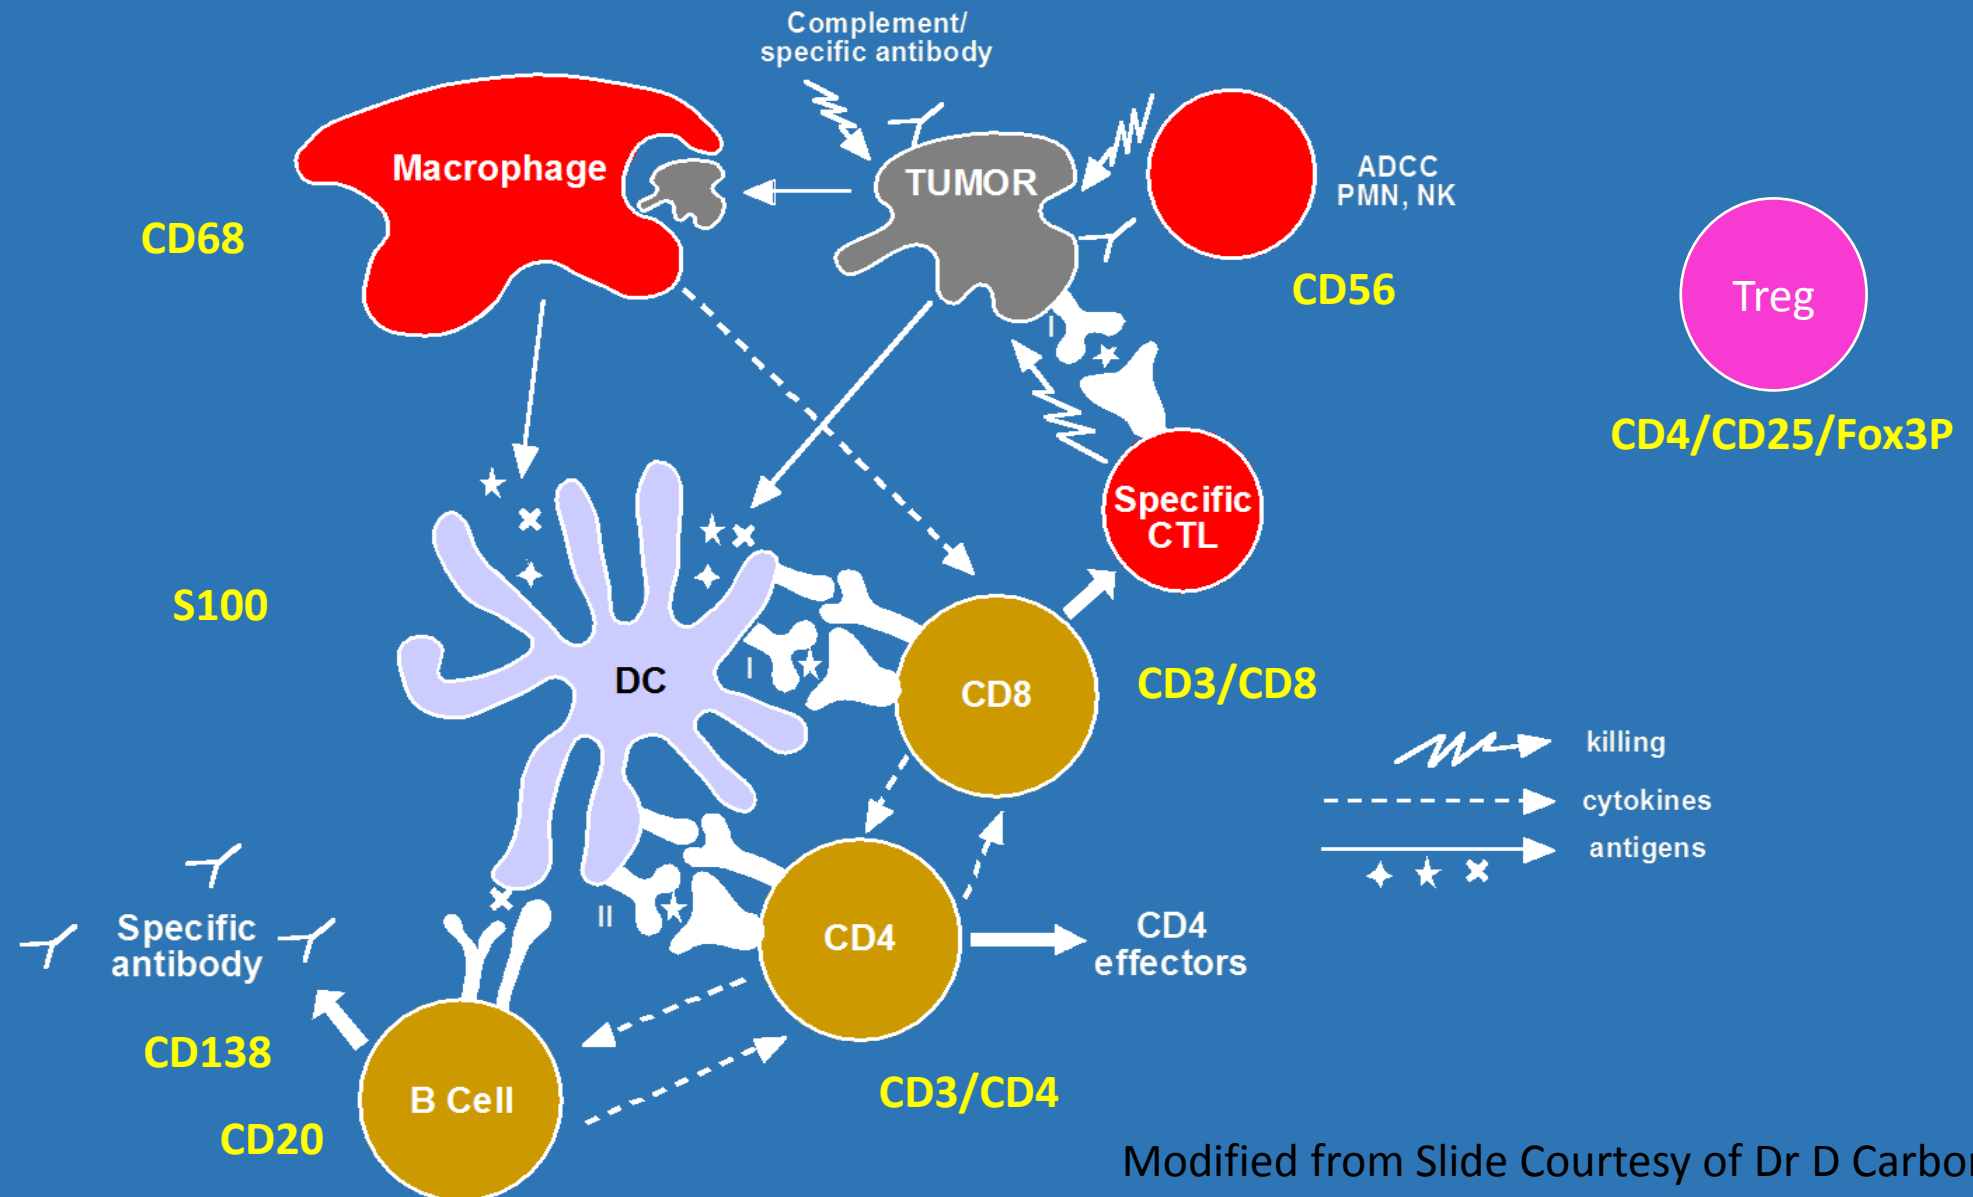 Complement/
specific antibody
Macrophage
TUMOR
ADCC
PMN, NK
CD68
CD56
Treg
I
CD4/CD25/Fox3P
Specific
CTL
S100
DC
I
CD8
CD3/CD8
killing
cytokines
antigens
II
Specific
antibody
CD4
CD4
effectors
CD138
B Cell
CD3/CD4
CD20
Modified from Slide Courtesy of Dr D